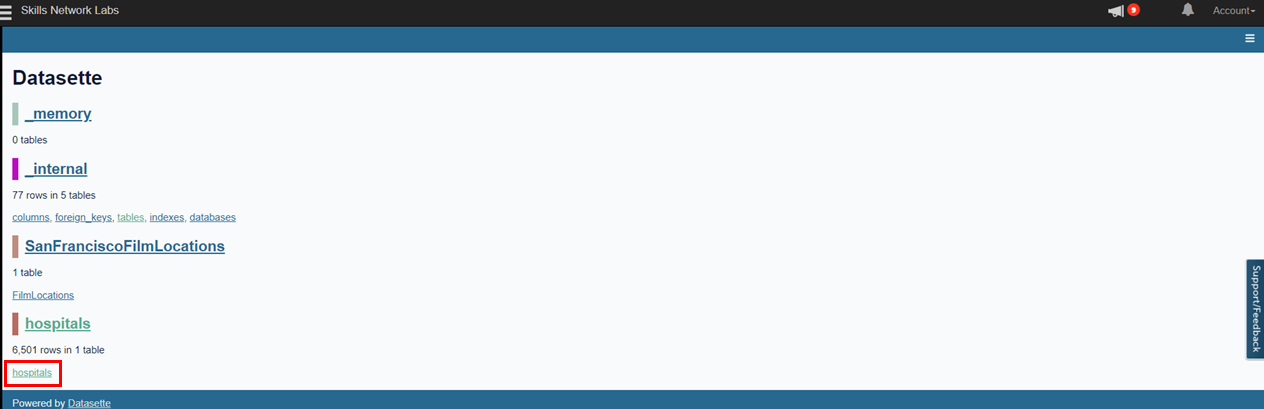 Skills Network Labs
9
Account
Datasette
_memory
0 tables
_internal
77 rows in 5 tables
columns, foreign_keys, tables, indexes, databases
SanFranciscoFilmLocations
1 table
FilmLocations
Support/Feedback
hospitals
6,501 rows in 1 table
hospitals
Powered by Datasette